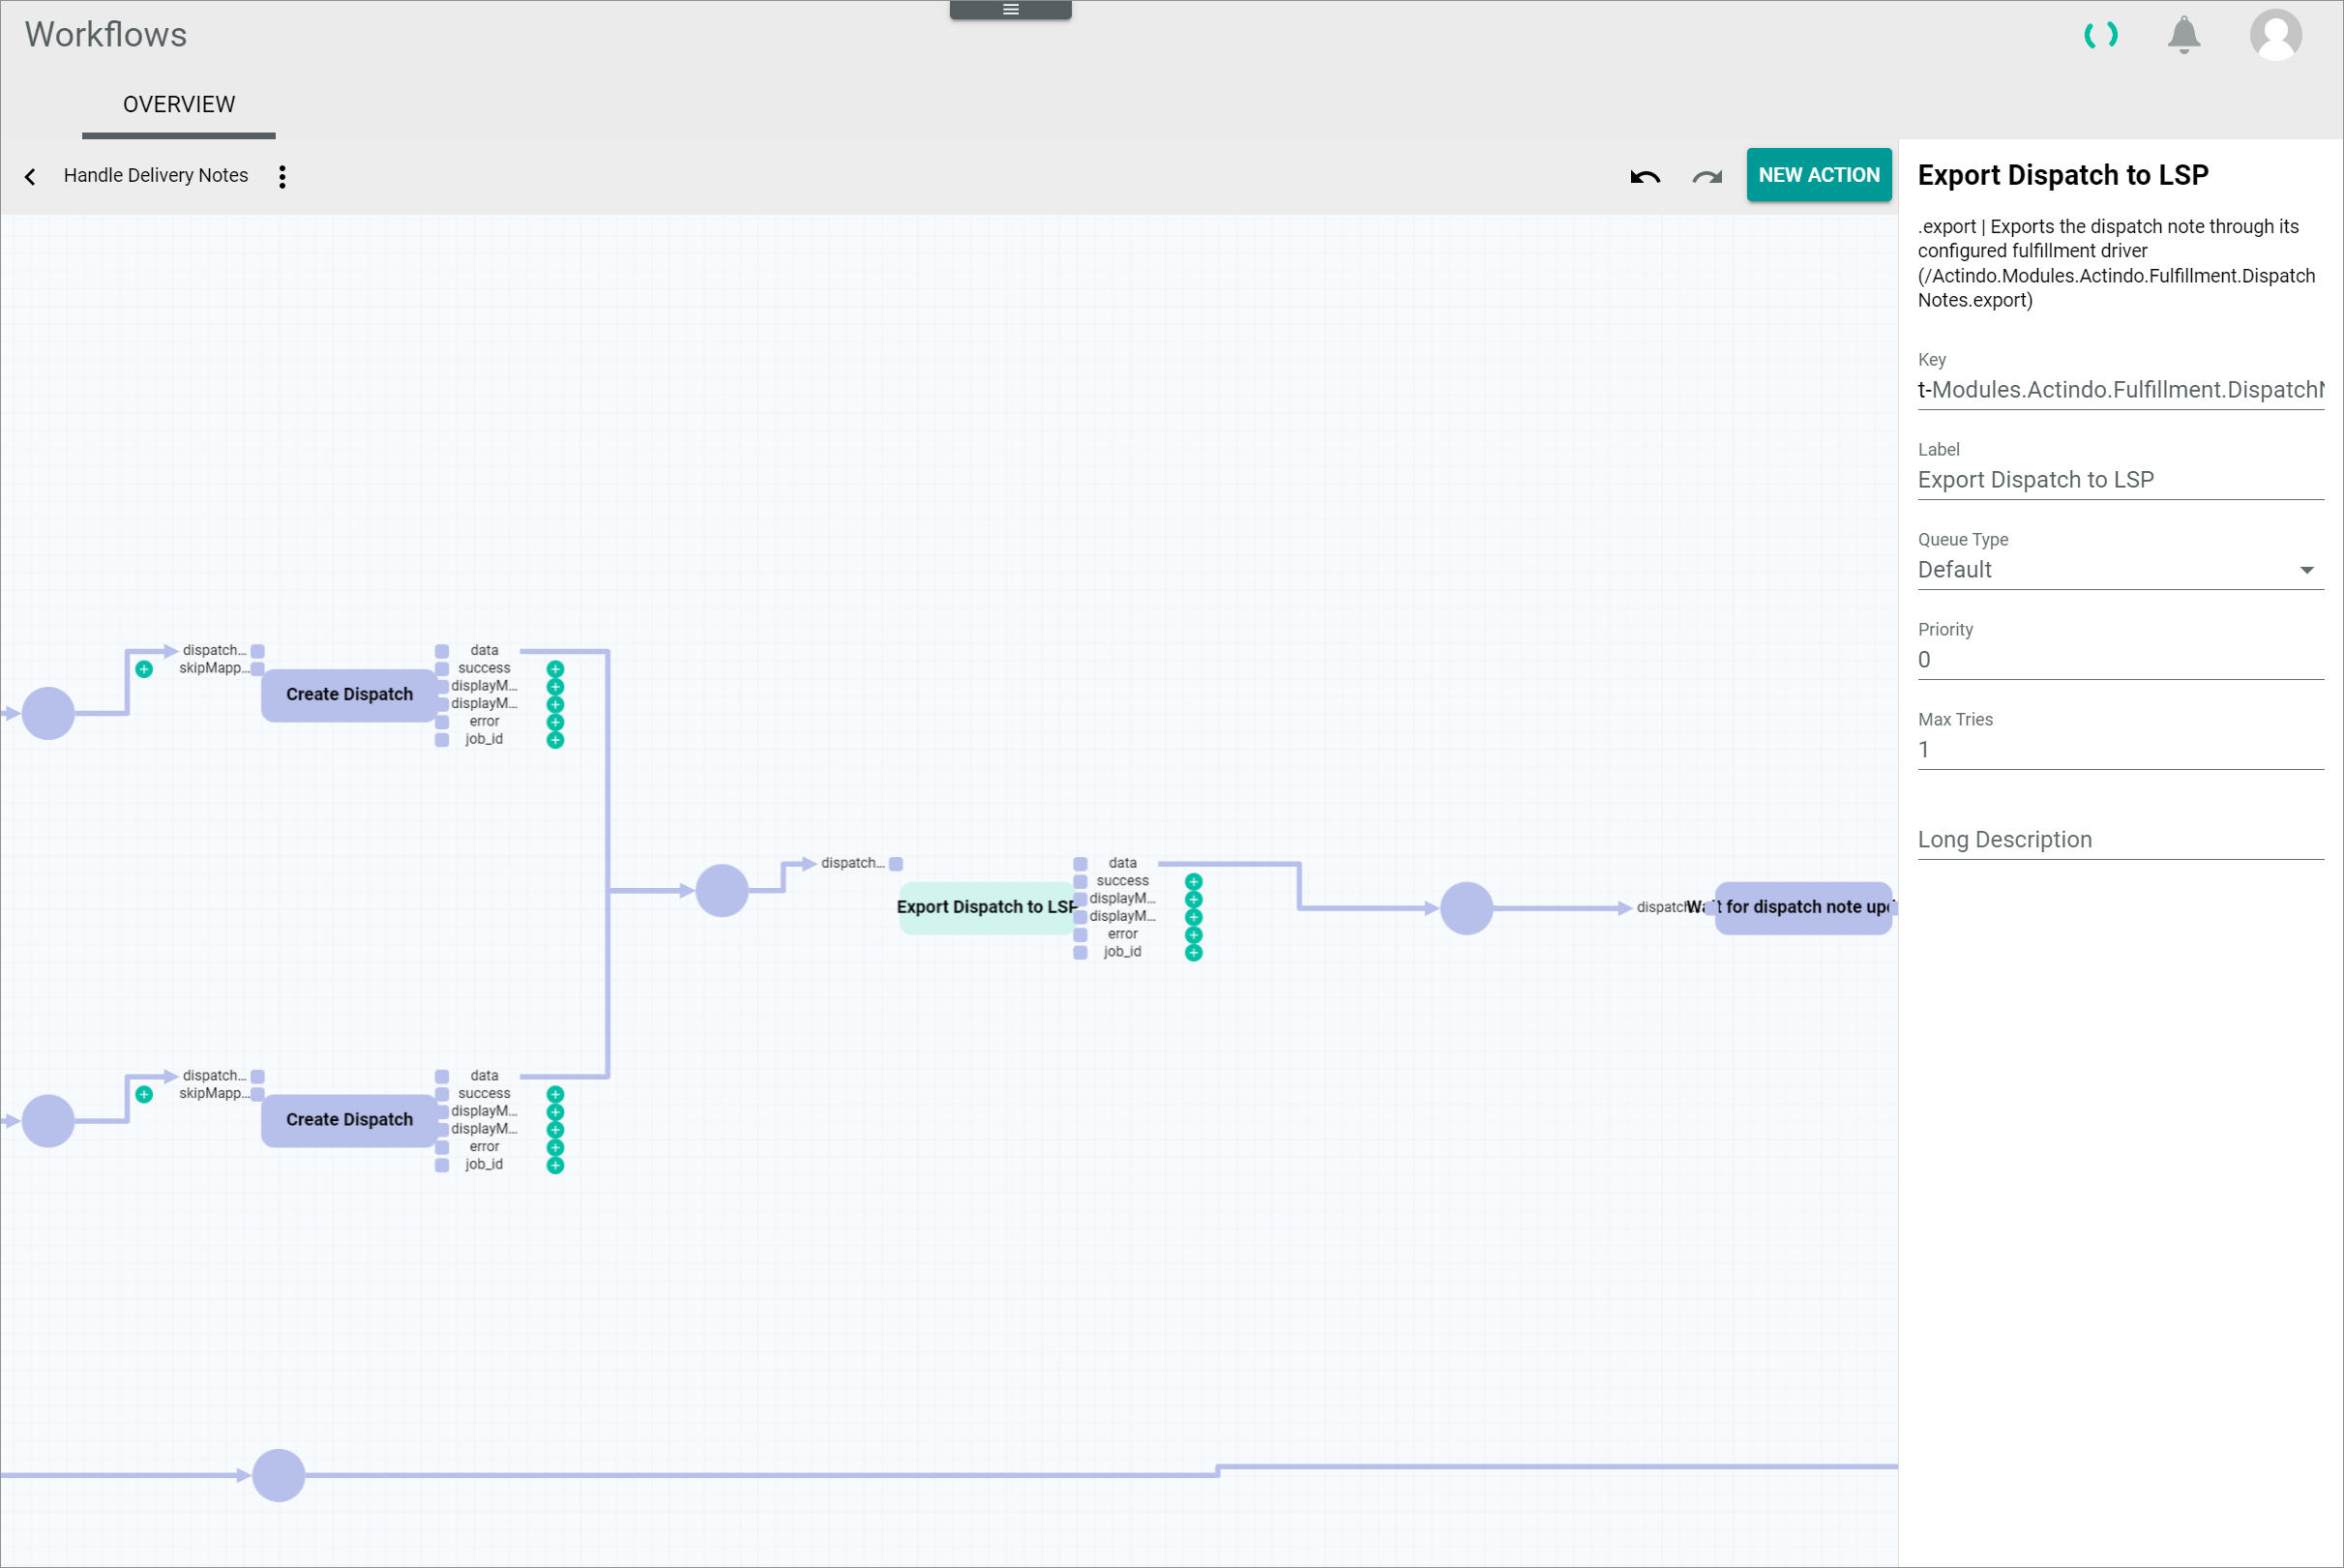 Workflows
OVERVIEW
Handle Delivery Notes
NEW ACTION
dispatch...
skipMapp...
Create Dispatch
data
success
displayM...
displayM...
error
job_id
dispatch...
Export Dispatch to LSP
data
success
displayM...
displayM...
error
job_id
dispatch
Wait for dispatch note upd
dispatch...
skipMapp...
Create Dispatch
data
success
displayM...
displayM...
error
job_id
Export Dispatch to LSP
.export | Exports the dispatch note through its
configured fulfillment driver
(/Actindo.Modules.Actindo.Fulfillment.Dispatch
Notes.export)
Key
t-Modules.Actindo.Fulfillment.DispatchN
Label
Export Dispatch to LSP
Queue Type
Default
Priority
0
Max Tries
1
Long Description